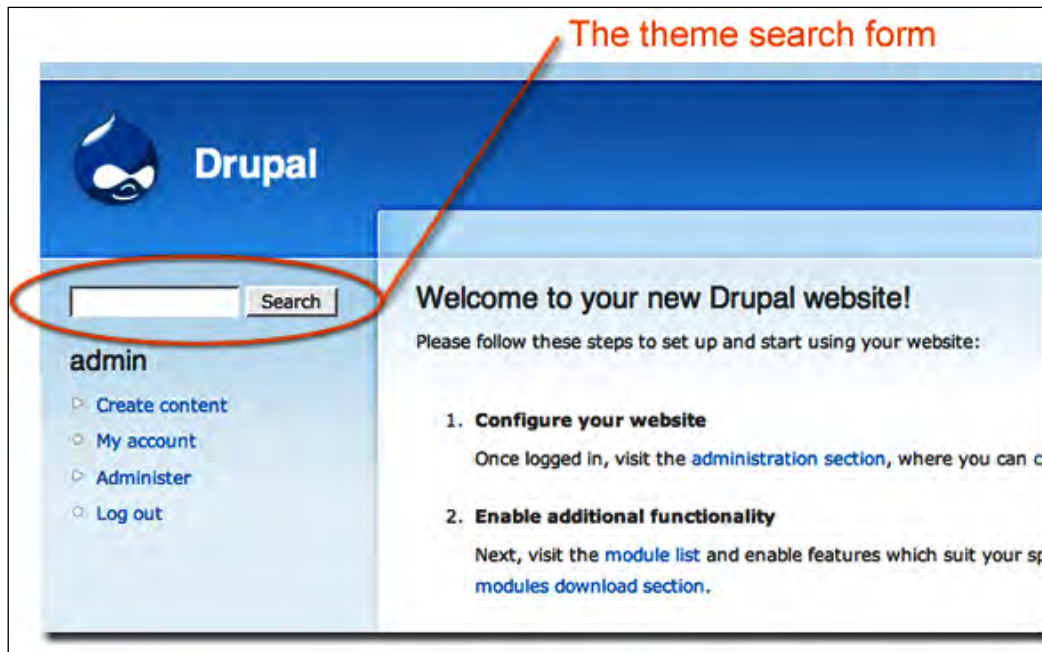 The theme search form
Drupal
Search
Welcome to your new Drupal website!
Please follow these steps to set up and start using your website:
admin
Create content
My account
Administer
Log out
1. Configure your website
Once logged in, visit the administration section, where you can
2. Enable additional functionality
Next, visit the module list and enable features which suit your
modules download section.